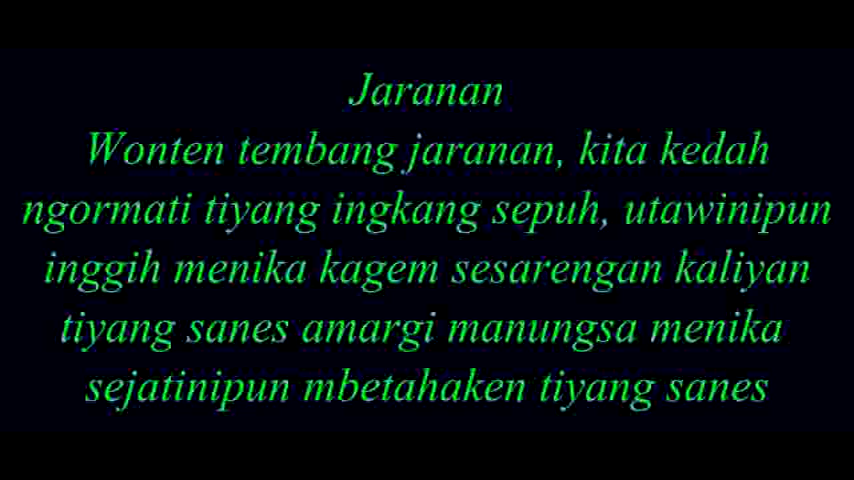 Jaranan
Wonten tembang jaranan, kita kedah
ngormati tiyang ingkang sepuh, utawinipun
inggih menika kagem sesarengan kaliyan
tiyang sanes amargi manungsa menika
sejatinipun mbetahaken tiyang sanes